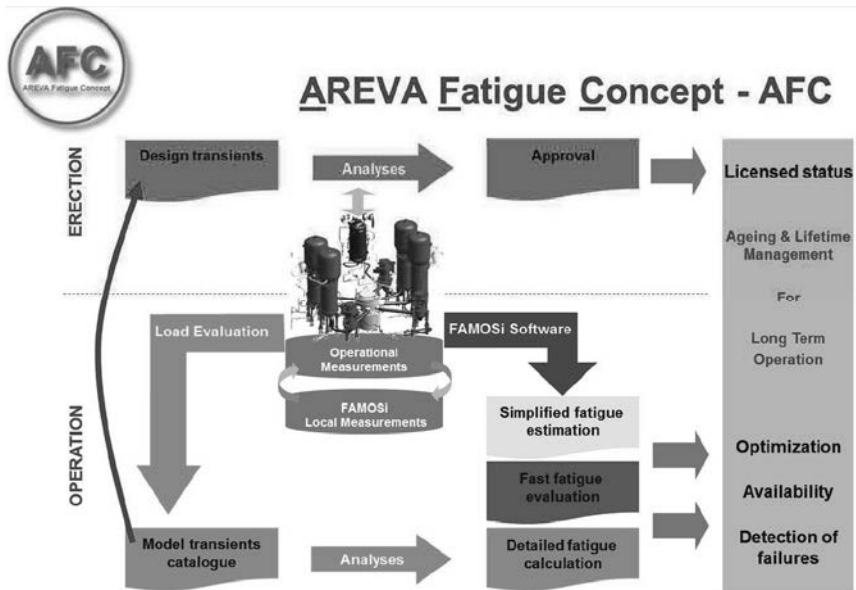 AFC
AREVA Fatigue Concept
AREVA Fatigue Concept - AFC
ERECTION
Design transients
Analyses
Approval
Licensed status
Ageing & Lifetime
Management
For
Long Term
Operation
OPERATION
Load Evaluation
FAMOSi Software
Operational
Measurements
FAMOSi
Local Measurements
Simplified fatigue
estimation
Fast fatigue
evaluation
Optimization
Availability
Detection of
failures
Model transients
catalogue
Analyses
Detailed fatigue
calculation